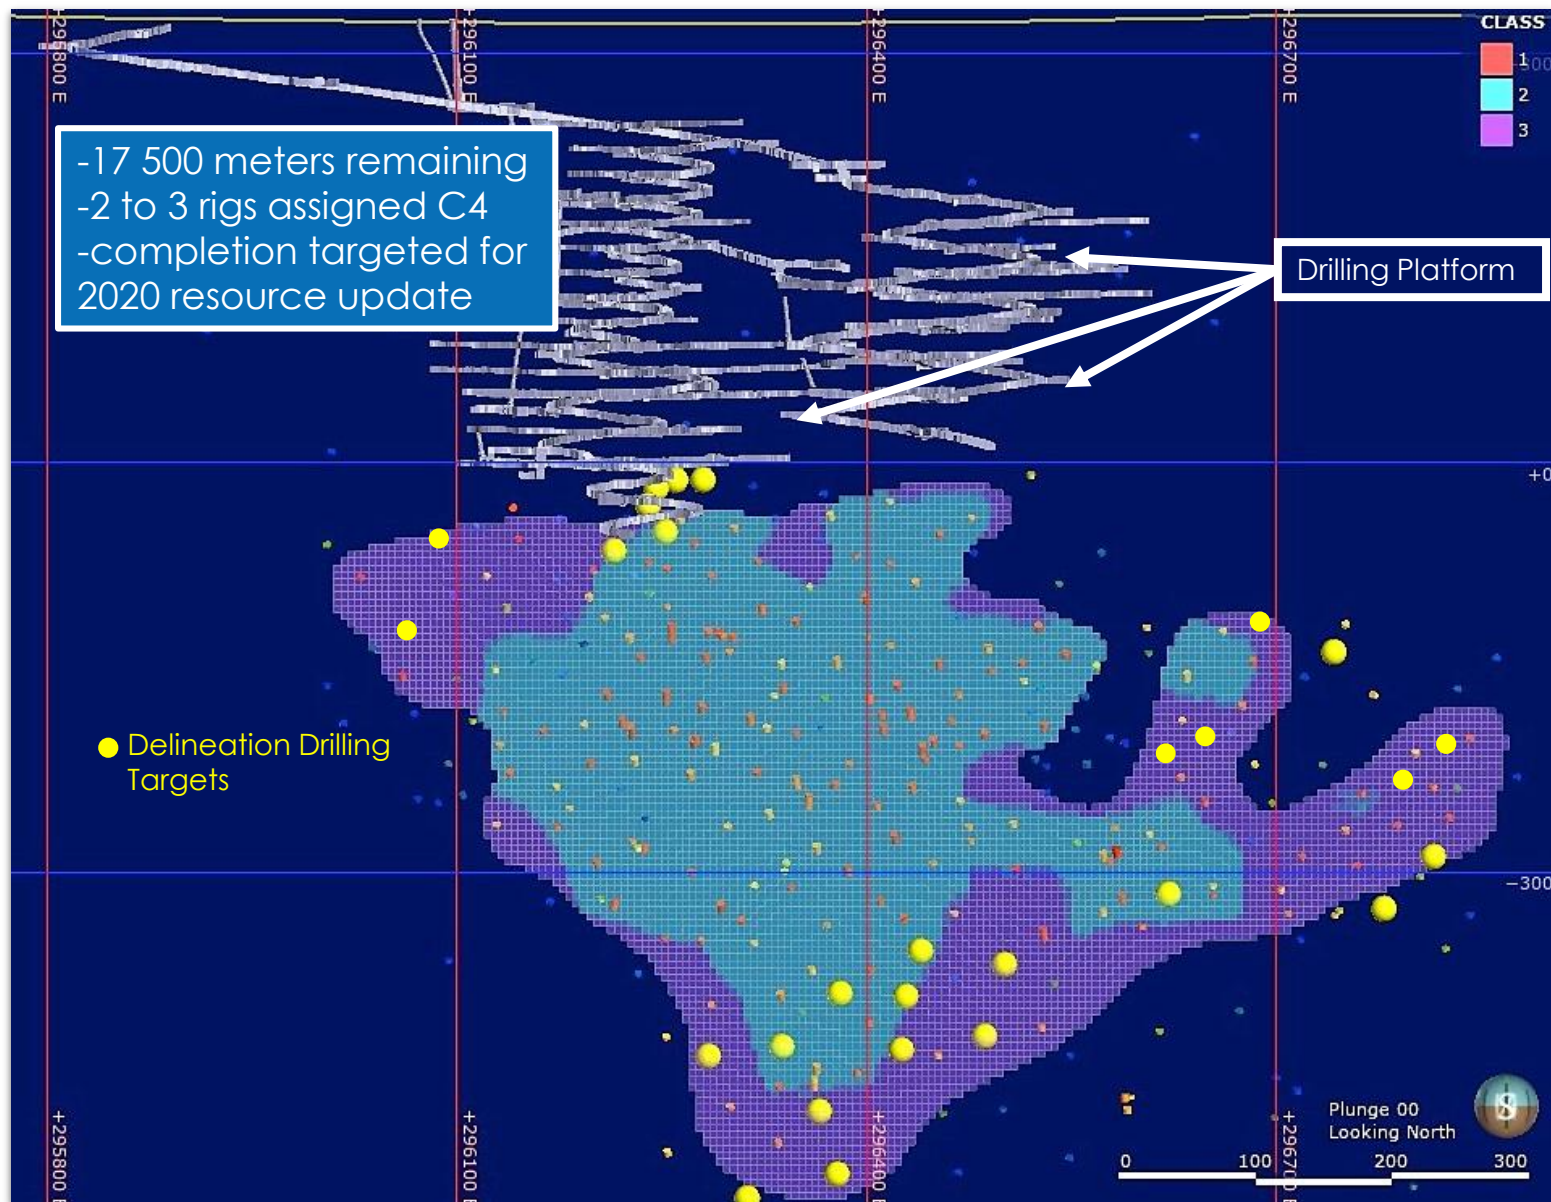 +295800 E
+296100 E
+296400 E
+296700 E
CLASS
1
2
3
-17 500 meters remaining
-2 to 3 rigs assigned C4
-completion targeted for
2020 resource update
Drilling Platform
+0
Delineation Drilling
Targets
−300
+295800 E
+296100 E
+296400 E
+296700 E
Plunge 00
Looking North
S
0
100
200
300